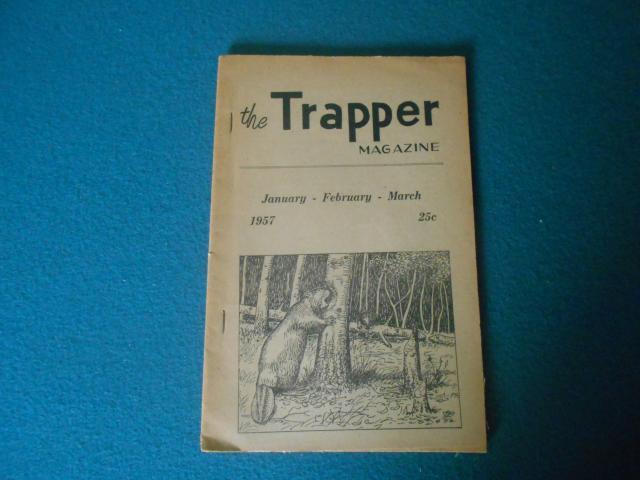 the Trapper
MAGAZINE
January - February - March
1957 25c